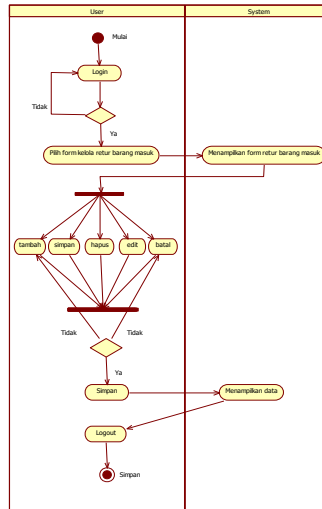 User
System
Mulai
Login
Tidak
Ya
Pilih form kelola retur barang masuk
Menampilkan form retur barang masuk
tambah
simpan
hapus
edit
batal
Tidak
Tidak
Ya
Simpan
Menampilkan data
Logout
Simpan